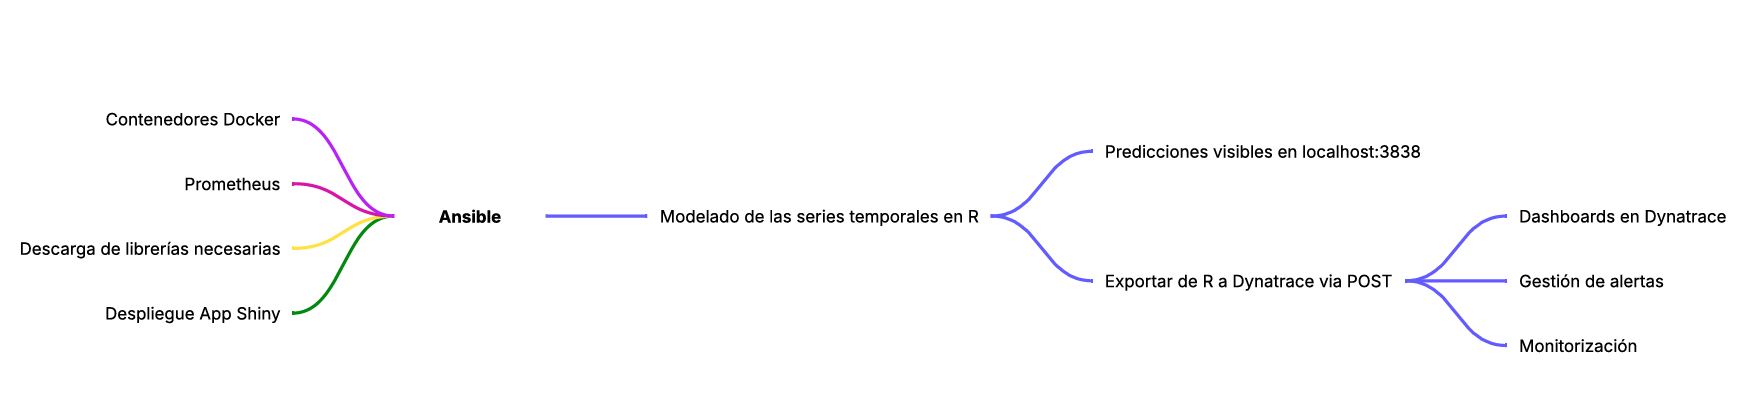 Contenedores Docker
Prometheus
Descarga de librerías necesarias
Despliegue App Shiny
Ansible
Modelado de las series temporales en R
Predicciones visibles en localhost:3838
Exportar de R a Dynatrace via POST
Dashboards en Dynatrace
Gestión de alertas
Monitorización